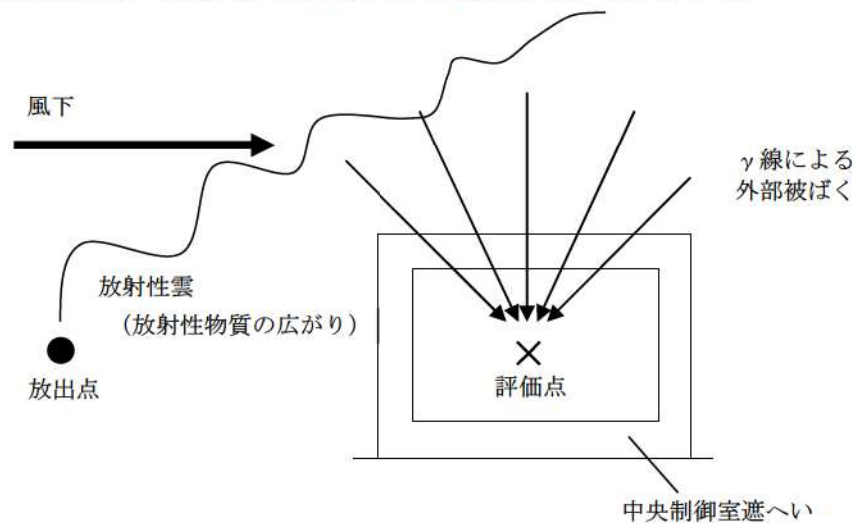 風下
γ線による
外部被ばく
放射性雲
(放射性物質の広がり)
放出点
評価点
中央制御室遮へい